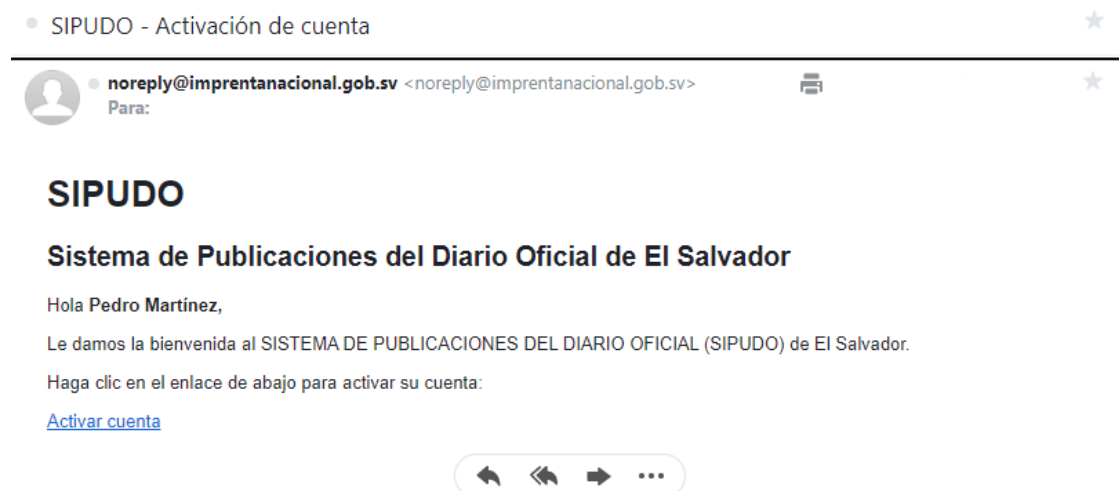 SIPUDO - Activación de cuenta
noreply@imprentanacional.gob.sv <noreply@imprentanacional.gob.sv>
Para:
SIPUDO
Sistema de Publicaciones del Diario Oficial de El Salvador
Hola Pedro Martínez,
Le damos la bienvenida al SISTEMA DE PUBLICACIONES DEL DIARIO OFICIAL (SIPUDO) de El Salvador.
Haga clic en el enlace de abajo para activar su cuenta:
Activar cuenta